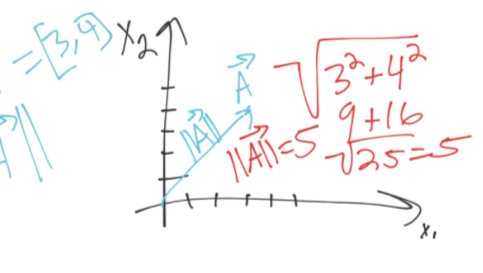 =[3,4]
X₂
A⃗
||A⃗||
||A⃗||=5
√3²+4²
9+16
√25=5
x₁